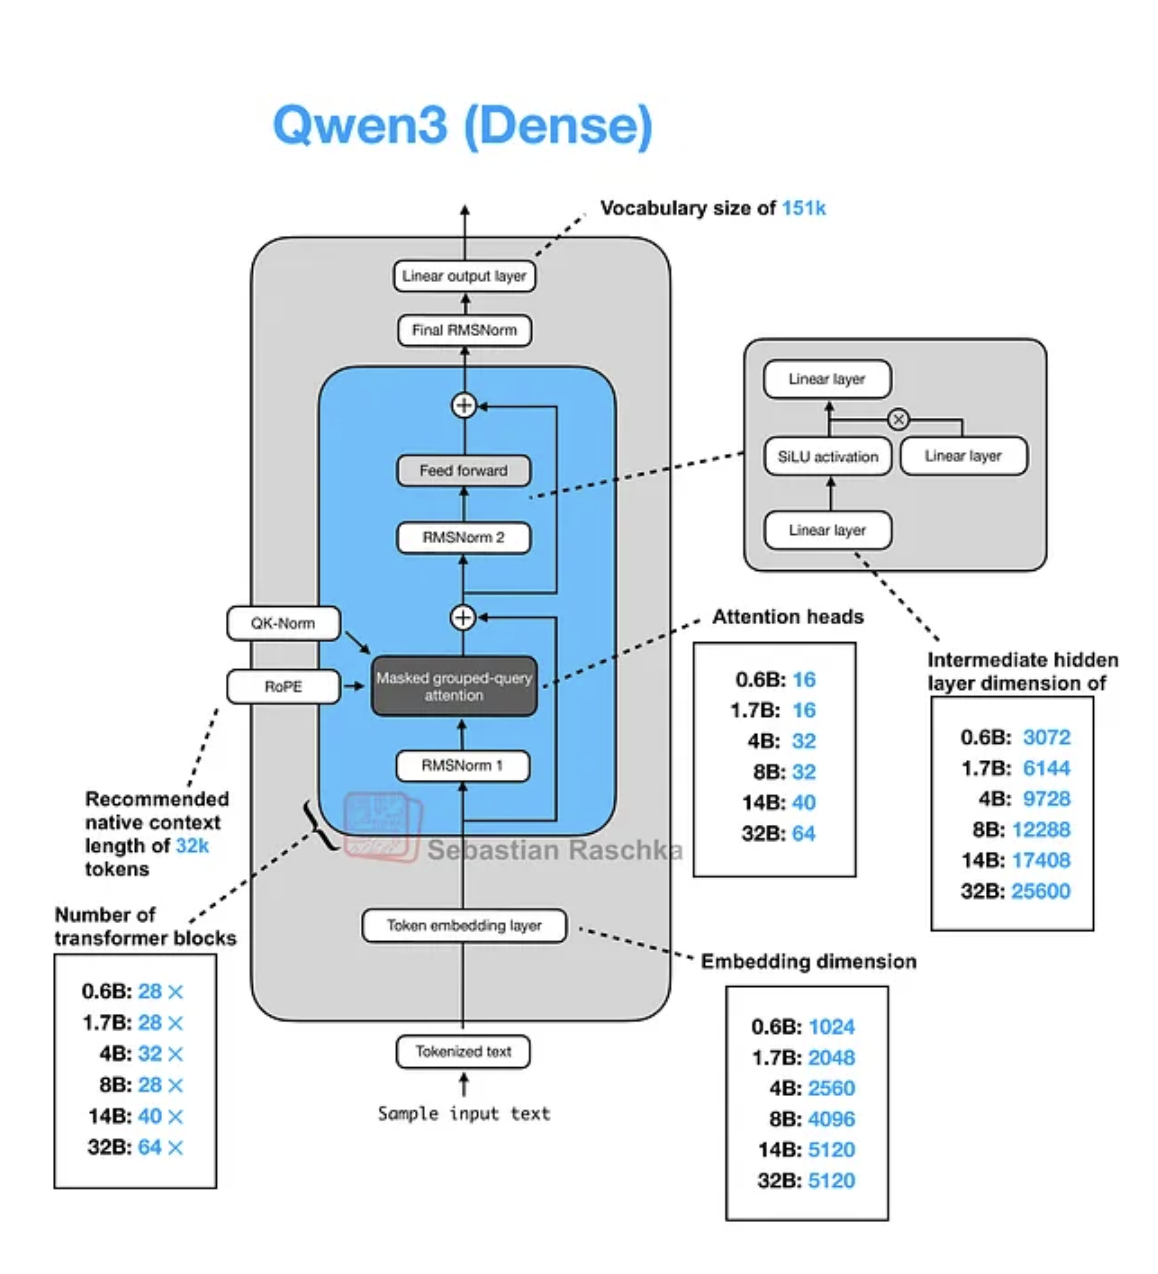 Qwen3 (Dense)
Vocabulary size of 151k
Linear output layer
Final RMSNorm
Feed forward
RMSNorm 2
QK-Norm
RoPE
Masked grouped-query
attention
RMSNorm 1
Linear layer
SiLU activation
Linear layer
Linear layer
Attention heads
0.6B: 16
1.7B: 16
4B: 32
8B: 32
14B: 40
32B: 64
Intermediate hidden
layer dimension of
0.6B: 3072
1.7B: 6144
4B: 9728
8B: 12288
14B: 17408
32B: 25600
Recommended
native context
length of 32k
tokens
Sebastian Raschka
Number of
transformer blocks
0.6B: 28 ×
1.7B: 28 ×
4B: 32 ×
8B: 28 ×
14B: 40 ×
32B: 64 ×
Token embedding layer
Embedding dimension
0.6B: 1024
1.7B: 2048
4B: 2560
8B: 4096
14B: 5120
32B: 5120
Tokenized text
Sample input text